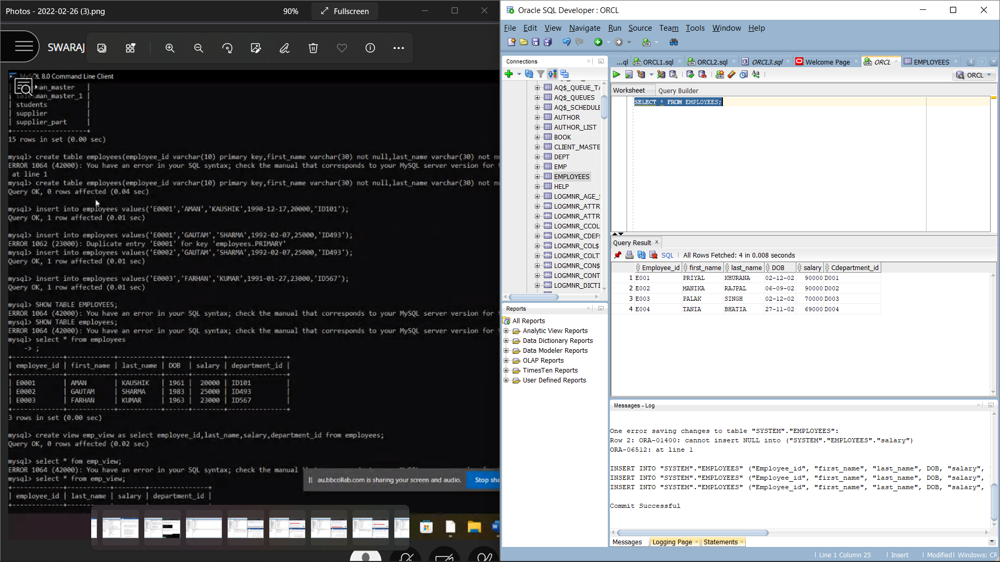 Photos - 2022-02-26 (3).png
90%
Fullscreen
SWARAJ
MySQL 8.0 Command Line Client
man_master |
salesman_master_1 |
| students |
| supplier |
| supplier_part |
+-----------------+
15 rows in set (0.00 sec)
mysql> create table employees(employee_id varchar(10) primary key,first_name varchar(30) not null,last_name varchar(30) not nu
ERROR 1064 (42000): You have an error in your SQL syntax; check the manual that corresponds to your MySQL server version for
at line 1
mysql> create table employees(employee_id varchar(10) primary key,first_name varchar(30) not null,last_name varchar(30) not nu
Query OK, 0 rows affected (0.04 sec)
mysql> insert into employees values('E0001','AMAN','KAUSHIK',1990-12-17,20000,'ID101');
Query OK, 1 row affected (0.01 sec)
mysql> insert into employees values('E0001','GAUTAM','SHARMA',1992-02-07,25000,'ID493');
ERROR 1062 (23000): Duplicate entry 'E0001' for key 'employees.PRIMARY'
mysql> insert into employees values('E0002','GAUTAM','SHARMA',1992-02-07,25000,'ID493');
Query OK, 1 row affected (0.01 sec)
mysql> insert into employees values('E0003','FARHAN','KUMAR',1991-01-27,23000,'ID567');
Query OK, 1 row affected (0.01 sec)
mysql> SHOW TABLE EMPLOYEES;
ERROR 1064 (42000): You have an error in your SQL syntax; check the manual that corresponds to your MySQL server version for
mysql> SHOW TABLE employees;
ERROR 1064 (42000): You have an error in your SQL syntax; check the manual that corresponds to your MySQL server version for
mysql> select * from employees
-> ;
| employee_id | first_name | last_name | DOB | salary | department_id |
| E0001 | AMAN | KAUSHIK | 1961 | 20000 | ID101 |
| E0002 | GAUTAM | SHARMA | 1983 | 25000 | ID493 |
| E0003 | FARHAN | KUMAR | 1963 | 23000 | ID567 |
3 rows in set (0.00 sec)
mysql> create view emp_view as select employee_id,last_name,salary,department_id from employees;
Query OK, 0 rows affected (0.02 sec)
mysql> select * fom emp_view;
ERROR 1064 (42000): You have an error in your SQL syntax; check the manual
mysql> select * from emp_view;
| employee_id | last_name | salary | department_id |
au.bbcollab.com is sharing your screen and audio.
Stop sha
Oracle SQL Developer : ORCL
File Edit View Navigate Run Source Team Tools Window Help
Connections
AQ$_QUEUE_TA
AQ$_QUEUES
AQ$_SCHEDULE
AUTHOR
AUTHOR_LIST
BOOK
CLIENT_MASTE
DEPT
EMP
EMPLOYEES
HELP
LOGMNR_AGE_S
LOGMNR_ATTR
LOGMNR_ATTR
LOGMNR_CCOL
LOGMNR_CDEF$
LOGMNR_COL$
LOGMNR_COLT
LOGMNR_CON$
LOGMNR_CONT
LOGMNR_DICTI
Reports
All Reports
Analytic View Reports
Data Dictionary Reports
Data Modeler Reports
OLAP Reports
TimesTen Reports
User Defined Reports
...ql ORCL1.sql ORCL2.sql ORCL3.sql Welcome Page ORCL EMPLOYEES
ORCL
Worksheet Query Builder
SELECT * FROM EMPLOYEES;
Query Result
SQL | All Rows Fetched: 4 in 0.008 seconds
Employee_id first_name last_name DOB salary Cdepartment_id
1 E001 PRIYAL KHURANA 02-12-02 90000 D001
2 E002 MANIKA RAJPAL 06-09-02 90000 D002
3 E003 PALAK SINGH 02-12-02 70000 D003
4 E004 TANIA BHATIA 27-11-02 69000 D004
Messages - Log
One error saving changes to table "SYSTEM"."EMPLOYEES":
Row 2: ORA-01400: cannot insert NULL into ("SYSTEM"."EMPLOYEES"."salary")
ORA-06512: at line 1
INSERT INTO "SYSTEM"."EMPLOYEES" ("Employee_id", "first_name", "last_name", DOB, "salary",
INSERT INTO "SYSTEM"."EMPLOYEES" ("Employee_id", "first_name", "last_name", DOB, "salary",
INSERT INTO "SYSTEM"."EMPLOYEES" ("Employee_id", "first_name", "last_name", DOB, "salary",
Commit Successful
Messages Logging Page Statements
Line 1 Column 25 | Insert | Modified | Windows: CR